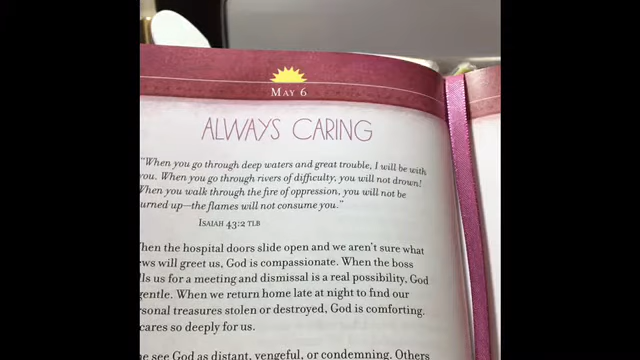 MAY 6
ALWAYS CARING
"When you go through deep waters and great trouble, I will be with
you. When you go through rivers of difficulty, you will not drown!
When you walk through the fire of oppression, you will not be
urned up—the flames will not consume you."
ISAIAH 43:2 TLB
hen the hospital doors slide open and we aren't sure what
ws will greet us, God is compassionate. When the boss
lls us for a meeting and dismissal is a real possibility, God
gentle. When we return home late at night to find our
rsonal treasures stolen or destroyed, God is comforting.
cares so deeply for us.
e see God as distant, vengeful, or condemning. Others